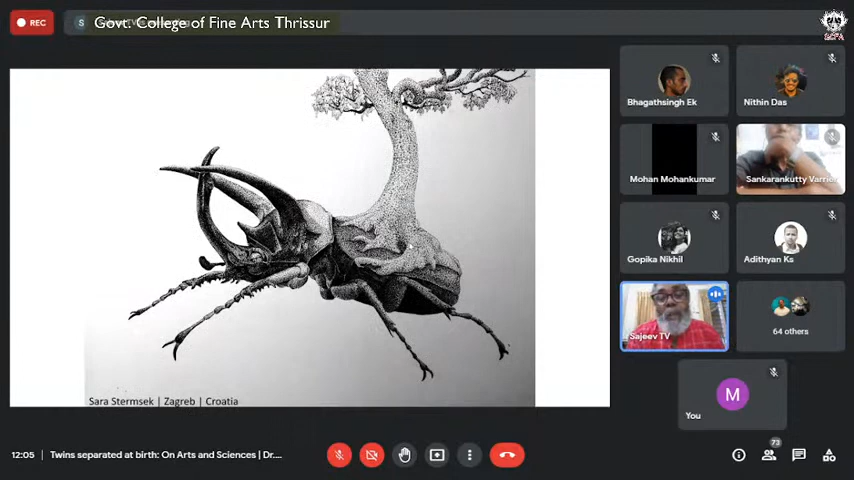 REC
S
Govt. College of Fine Arts Thrissur
GCFA
Bhagathsingh Ek
Nithin Das
Mohan Mohankumar
Sankarankutty Varrier
Gopika Nikhil
Adithyan Ks
Sajeev TV
64 others
M
You
Sara Stermsek | Zagreb | Croatia
12:05
Twins separated at birth: On Arts and Sciences | Dr....
73